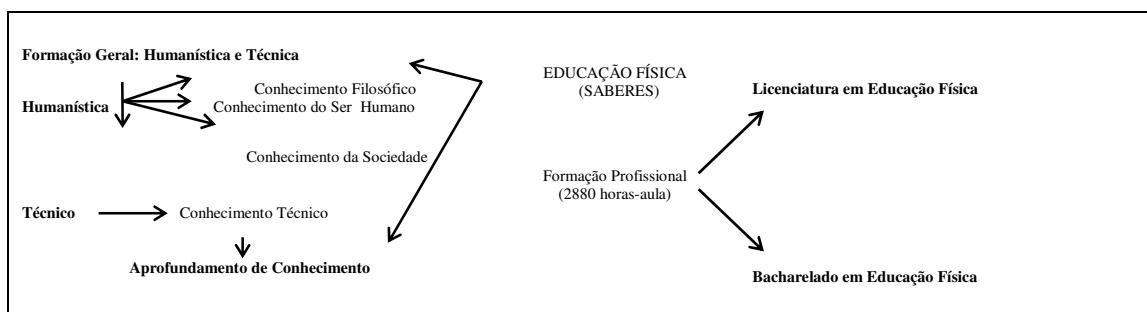 Formação Geral: Humanística e Técnica
Conhecimento Filosófico
Humanística
Conhecimento do Ser Humano
Conhecimento da Sociedade
Técnico
Conhecimento Técnico
Aprofundamento de Conhecimento
EDUCAÇÃO FÍSICA
(SABERES)
Formação Profissional
(2880 horas-aula)
Licenciatura em Educação Física
Bacharelado em Educação Física